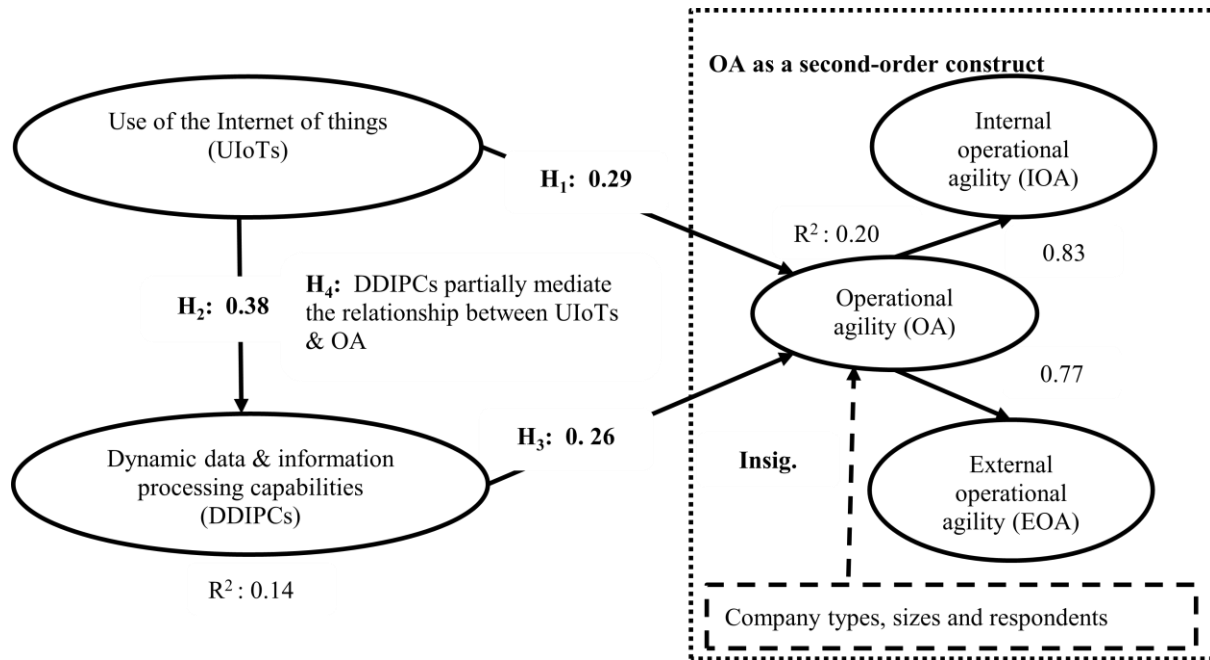 OA as a second-order construct
Use of the Internet of things
(UIoTs)
Internal
operational
agility (IOA)
H₁: 0.29
R² : 0.20
0.83
H₂: 0.38
H₄: DDIPCs partially mediate
the relationship between UIoTs
& OA
Operational
agility (OA)
0.77
H₃: 0. 26
Dynamic data & information
processing capabilities
(DDIPCs)
Insig.
External
operational
agility (EOA)
R² : 0.14
Company types, sizes and respondents